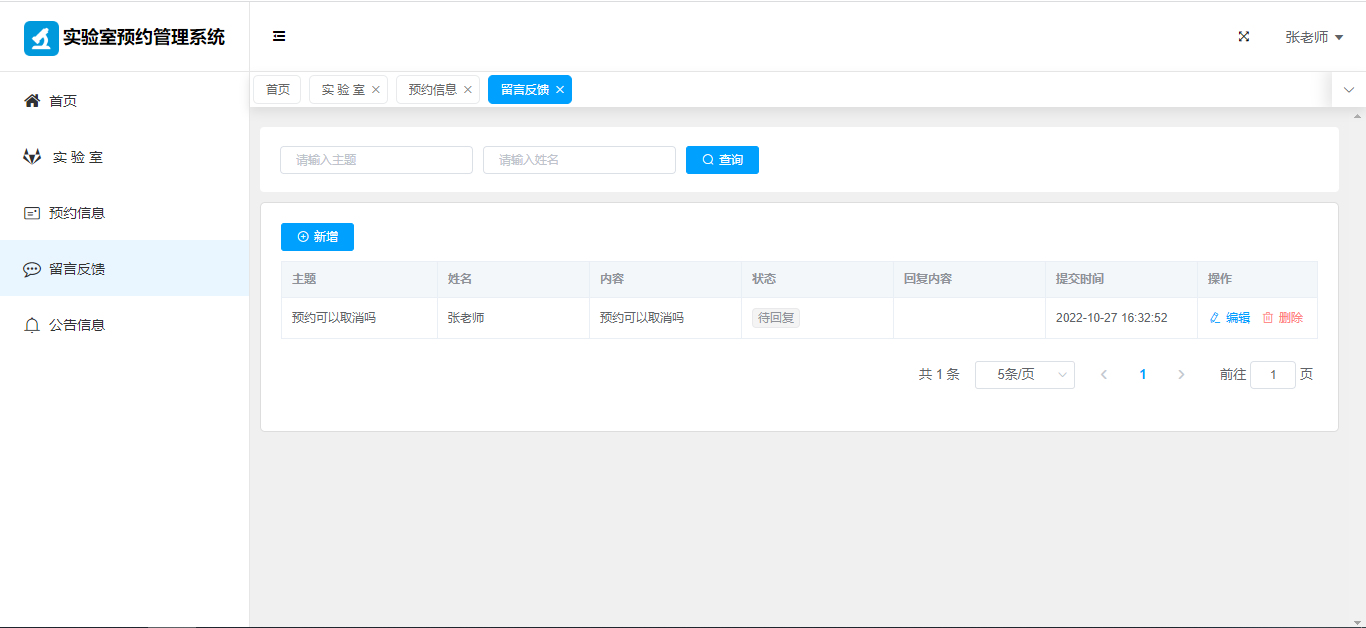 实验室预约管理系统
张老师
首页
实 验 室
预约信息
留言反馈
公告信息
首页 实 验 室 预约信息 留言反馈
请输入主题 请输入姓名 查询
新增
主题 姓名 内容 状态 回复内容 提交时间 操作
预约可以取消吗 张老师 预约可以取消吗 待回复 2022-10-27 16:32:52 编辑 删除
共 1 条 5条/页 1 前往 1 页